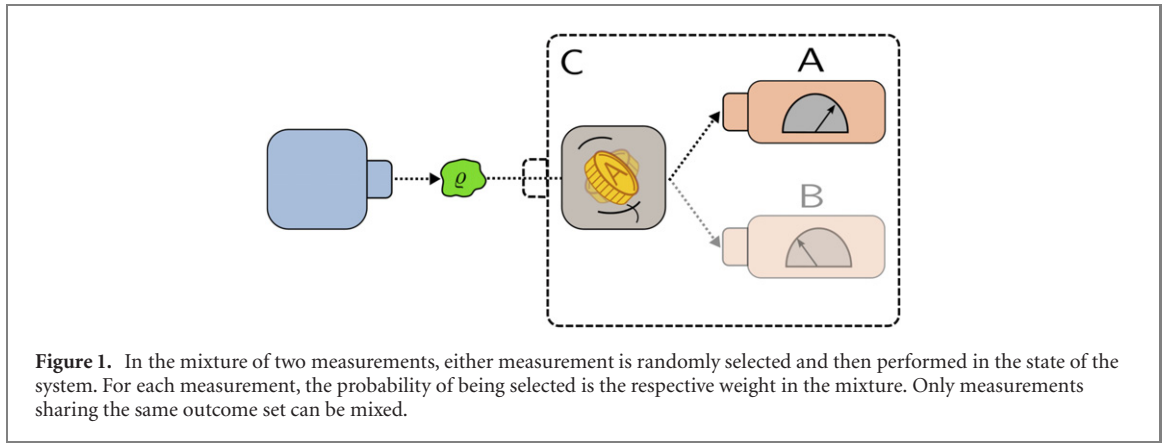 C
A
A
ϱ
B
Figure 1. In the mixture of two measurements, either measurement is randomly selected and then performed in the state of the
system. For each measurement, the probability of being selected is the respective weight in the mixture. Only measurements
sharing the same outcome set can be mixed.